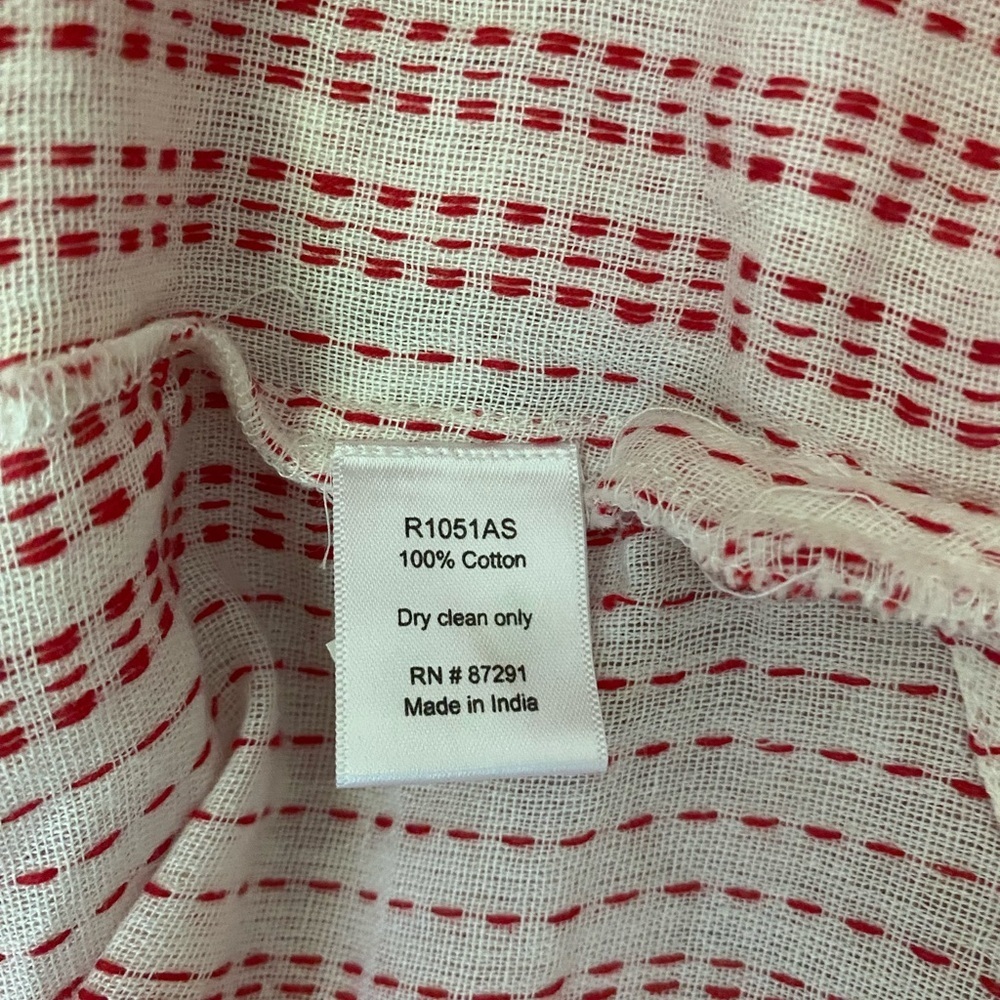 R1051AS
100% Cotton
Dry clean only
RN # 87291
Made in India